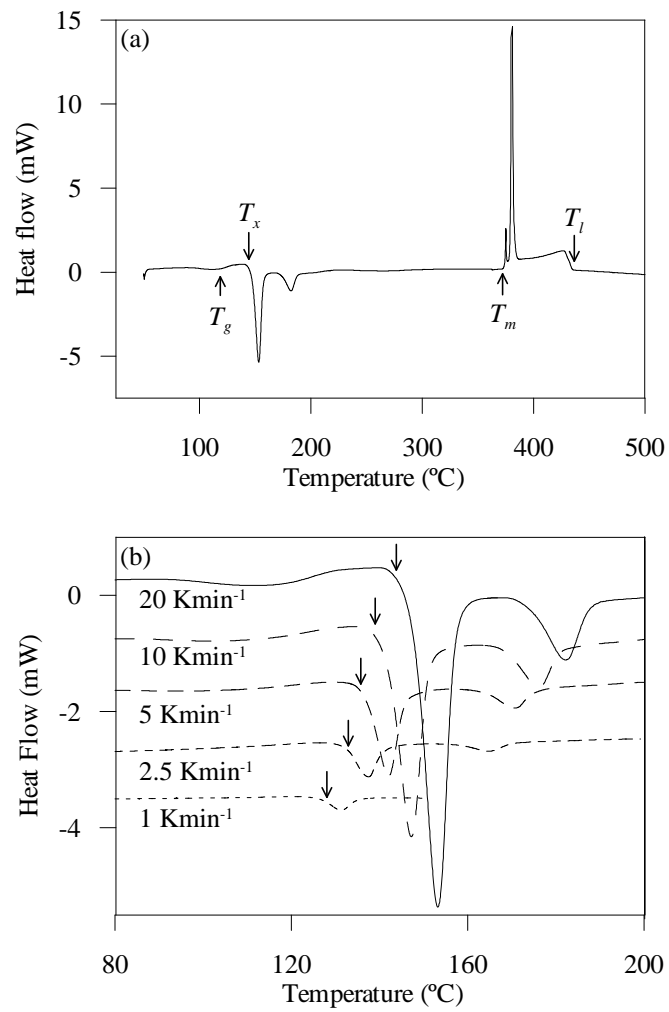 (a)
15
10
5
0
-5
Heat flow (mW)
T_x
T_g
T_m
T_l
100 200 300 400 500
Temperature (ºC)
(b)
0
-2
-4
Heat Flow (mW)
20 Kmin⁻¹
10 Kmin⁻¹
5 Kmin⁻¹
2.5 Kmin⁻¹
1 Kmin⁻¹
80 120 160 200
Temperature (ºC)